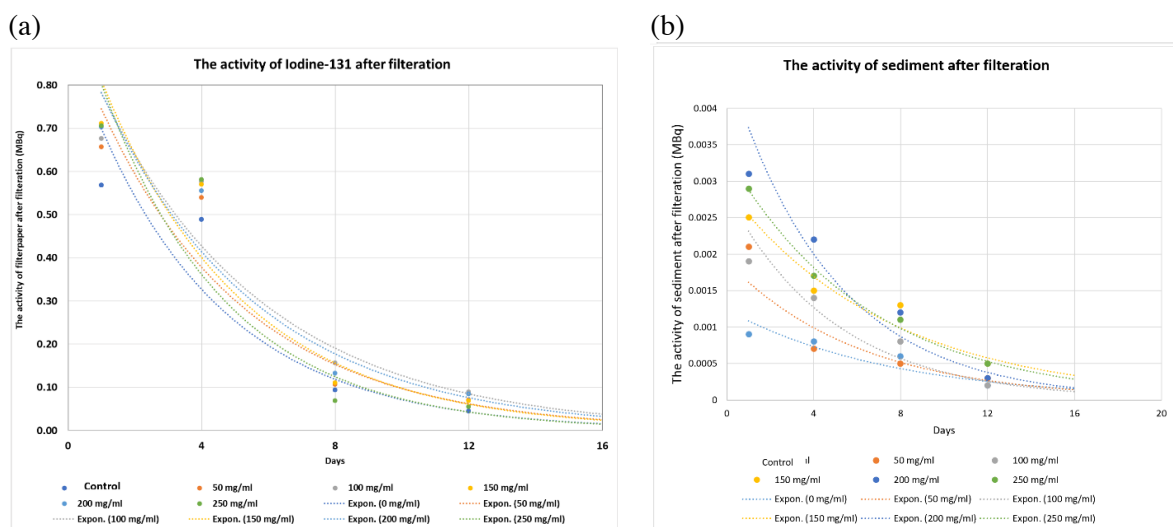 (a)
The activity of Iodine-131 after filteration
The activity of filterpaper after filteration (MBq)
0.80
0.70
0.60
0.50
0.40
0.30
0.20
0.10
0.00
0 4 8 12 16
Days
Control 50 mg/ml 100 mg/ml 150 mg/ml
200 mg/ml 250 mg/ml Expon. (0 mg/ml) Expon. (50 mg/ml)
Expon. (100 mg/ml) Expon. (150 mg/ml) Expon. (200 mg/ml) Expon. (250 mg/ml)
(b)
The activity of sediment after filteration
The activity of sediment after filteration (MBq)
0.004
0.0035
0.003
0.0025
0.002
0.0015
0.001
0.0005
0
0 4 8 12 16 20
Days
Control 50 mg/ml 100 mg/ml
150 mg/ml 200 mg/ml 250 mg/ml
Expon. (0 mg/ml) Expon. (50 mg/ml) Expon. (100 mg/ml)
Expon. (150 mg/ml) Expon. (200 mg/ml) Expon. (250 mg/ml)